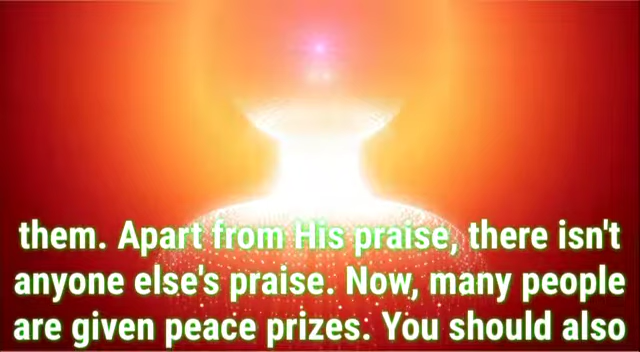 them. Apart from His praise, there isn't
anyone else's praise. Now, many people
are given peace prizes. You should also